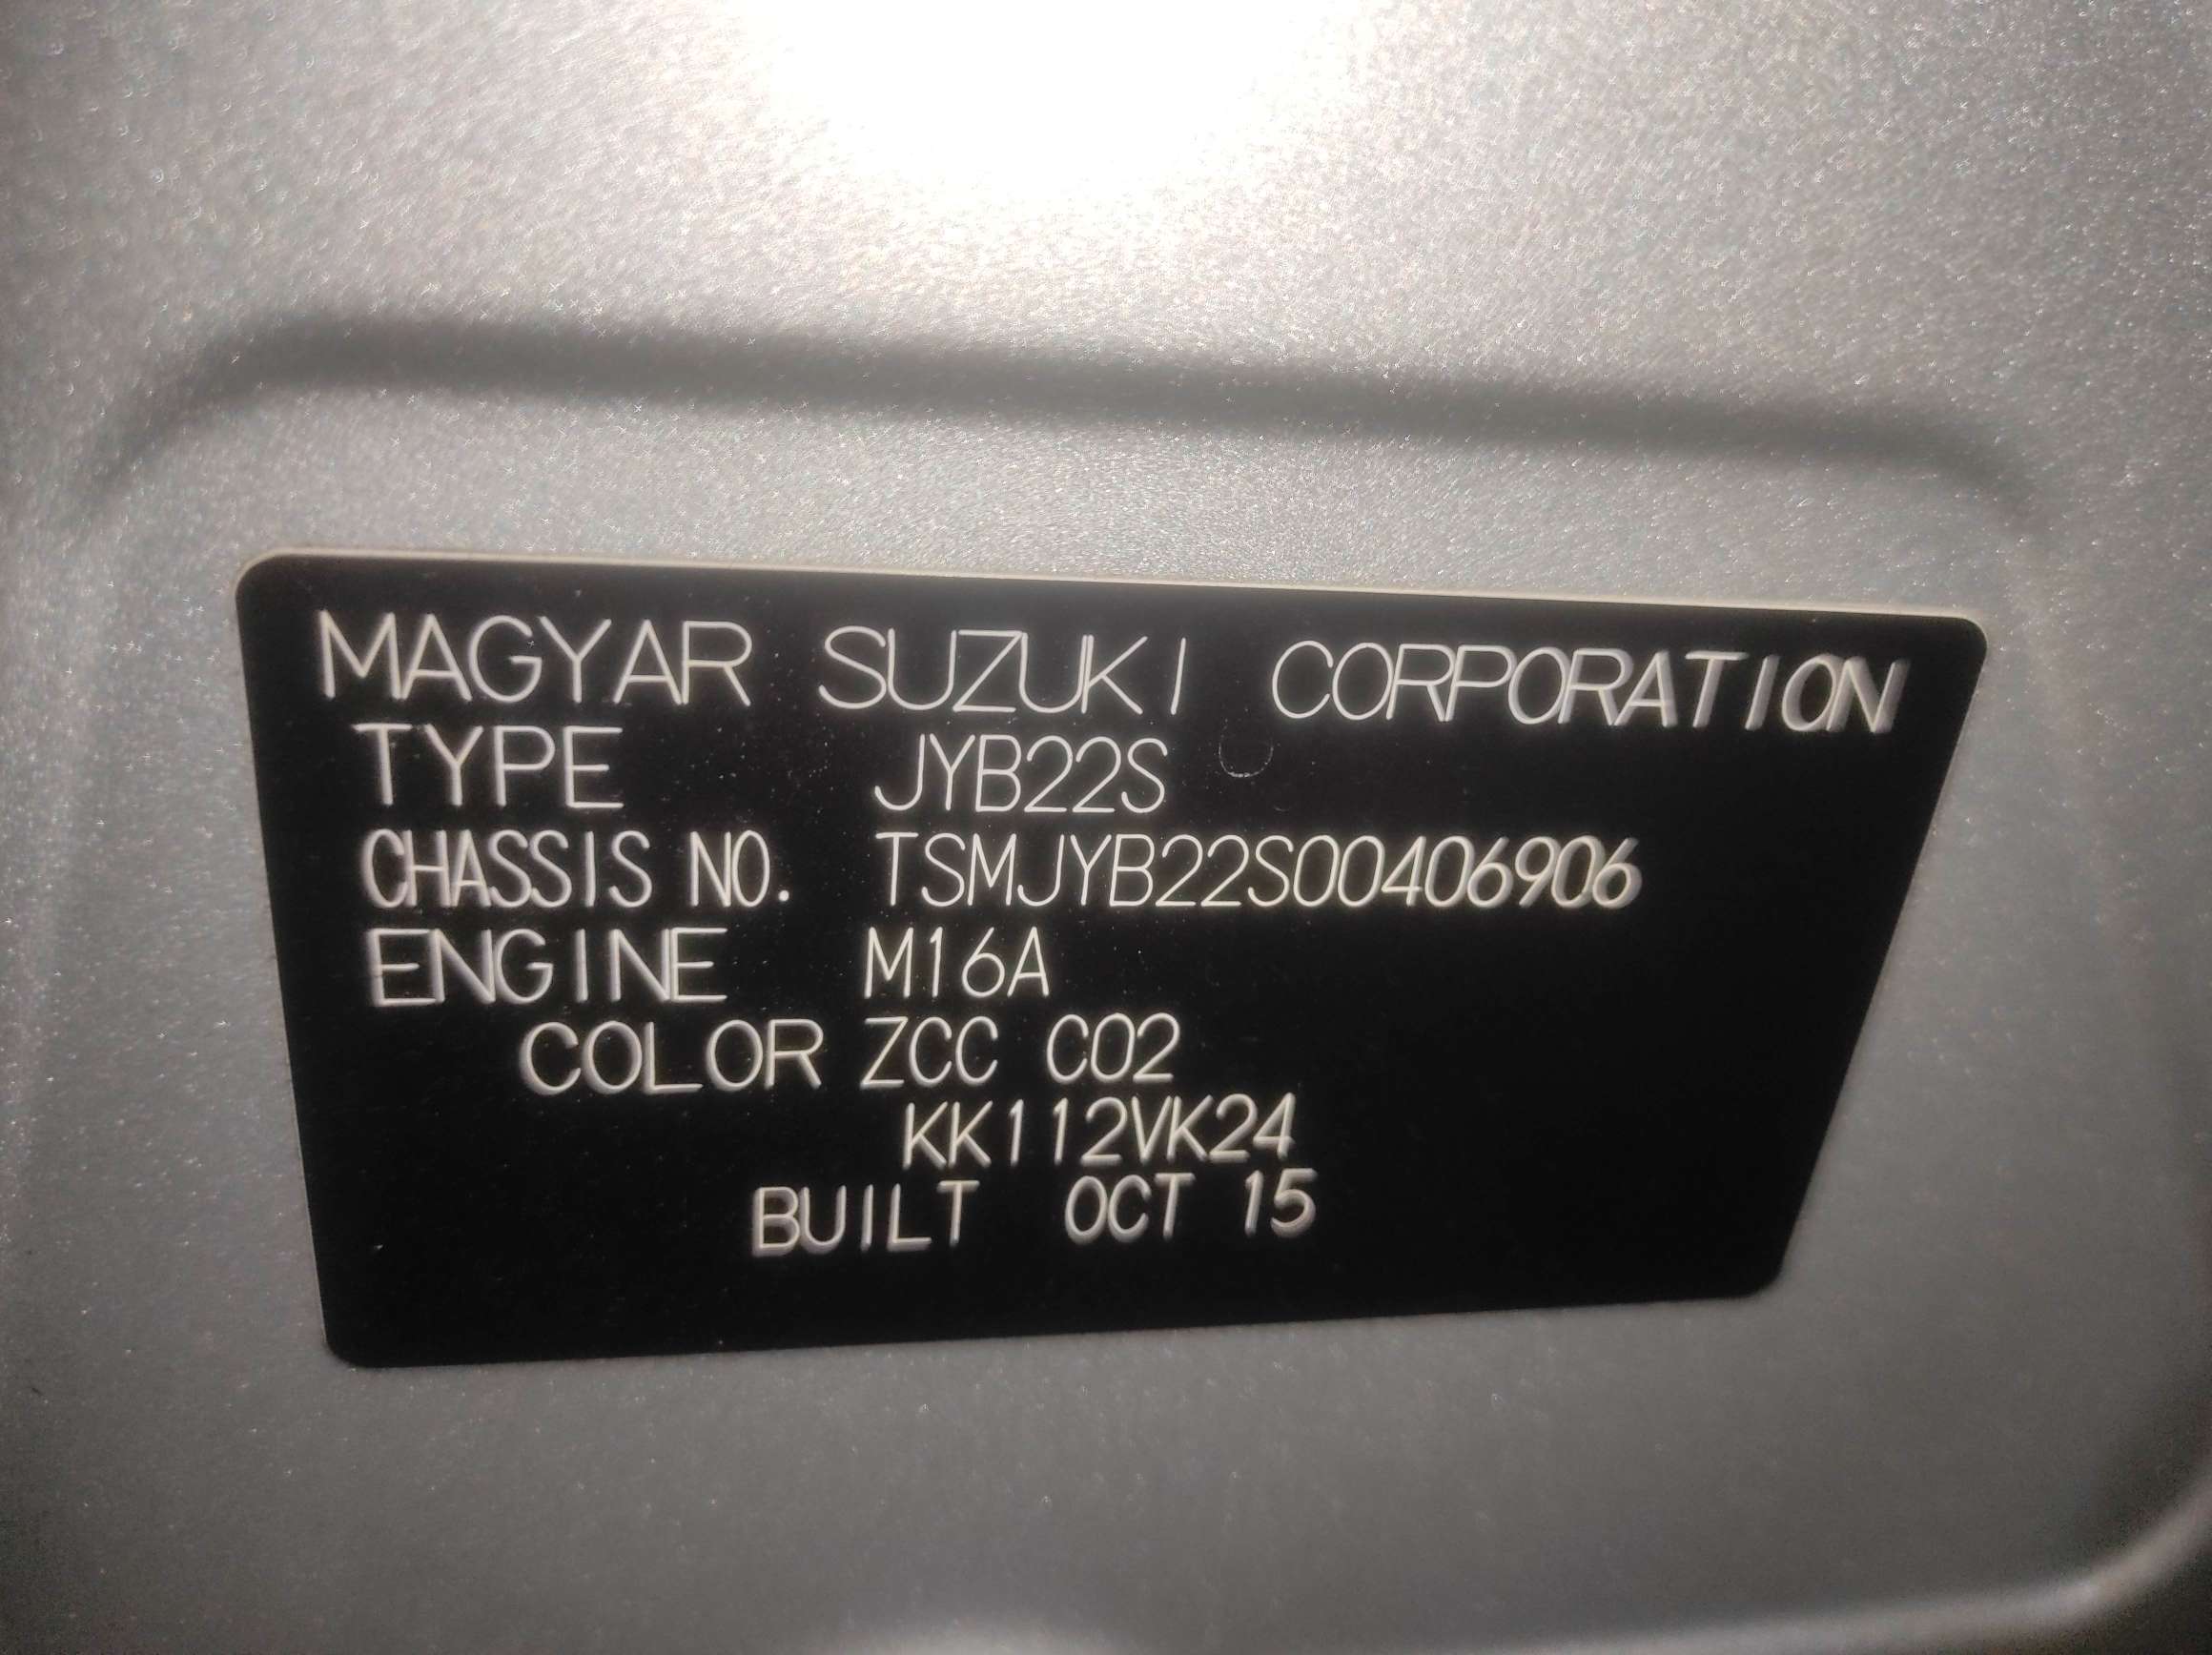 MAGYAR SUZUKI CORPORATION
TYPE JYB22S
CHASSIS NO. TSMJYB22S00406906
ENGINE M16A
COLOR ZCC C02
KK112VK24
BUILT OCT 15